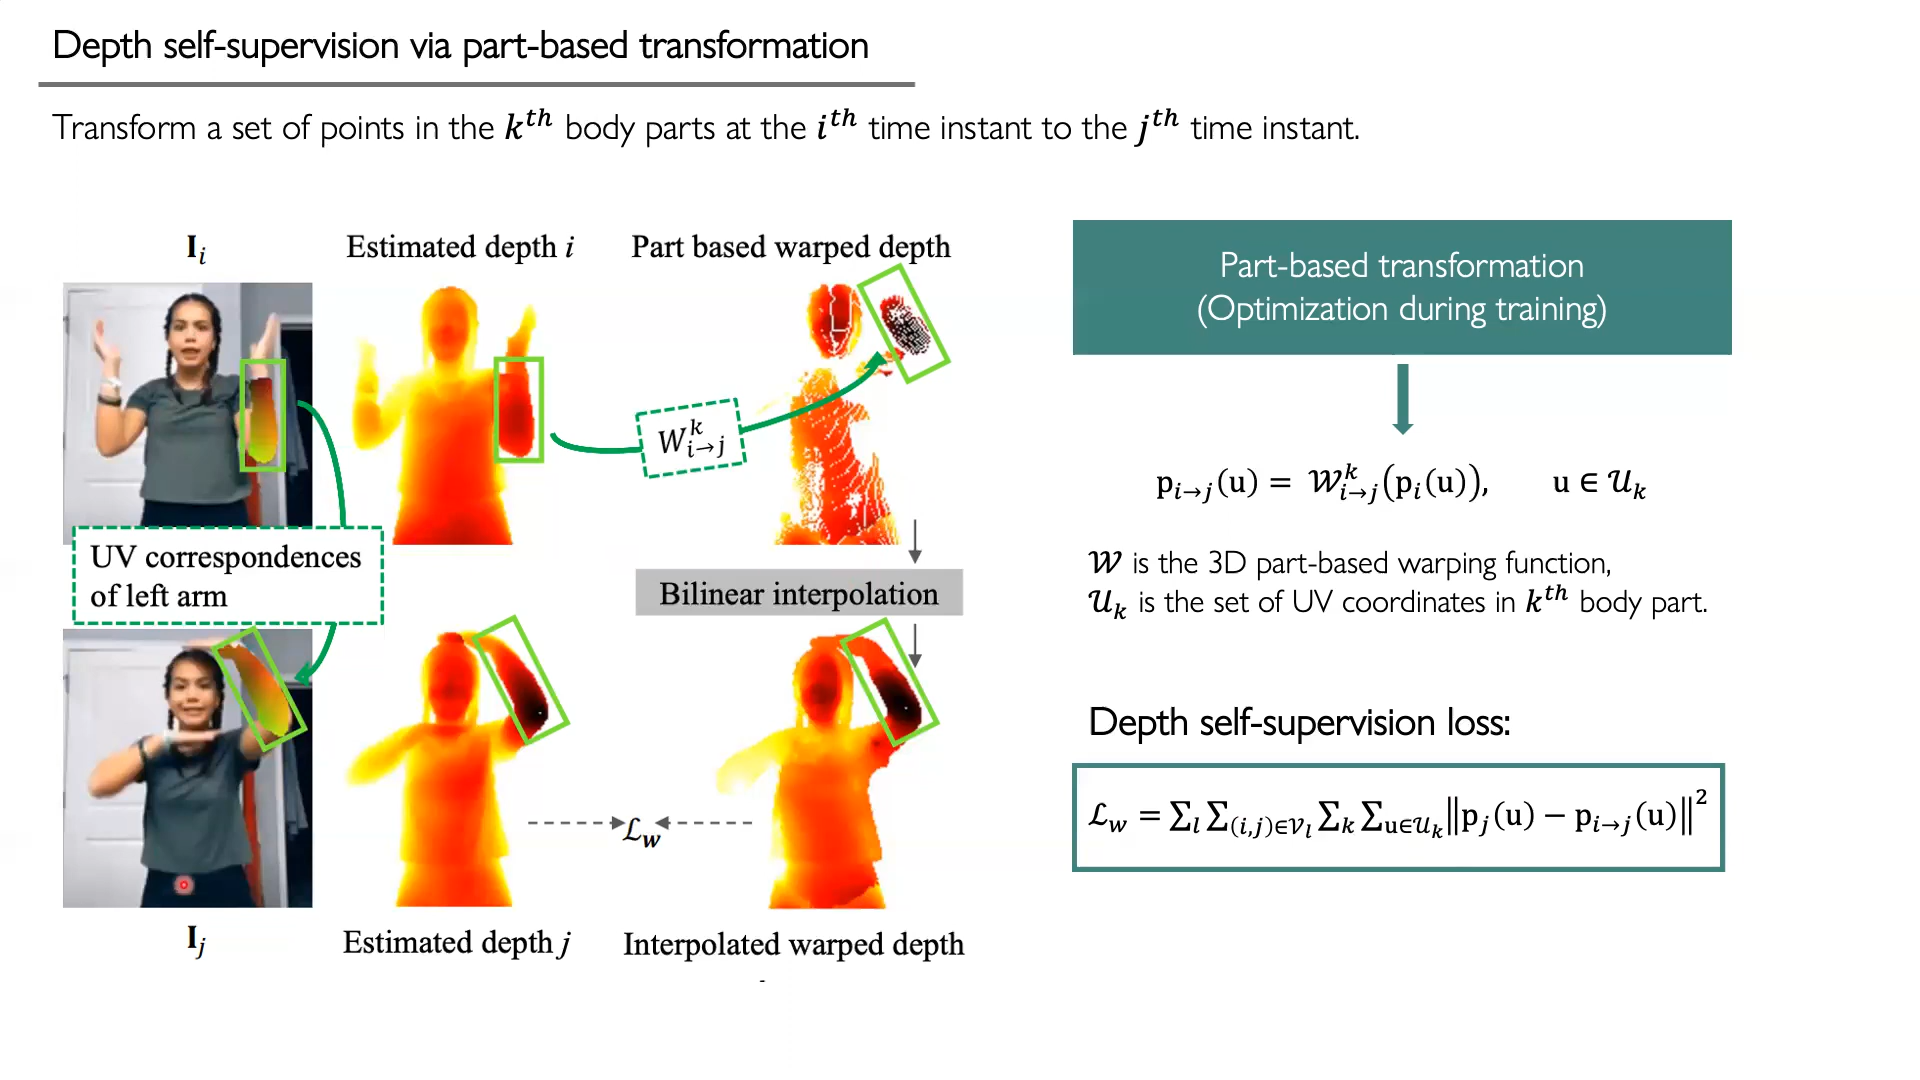 Depth self-supervision via part-based transformation
Transform a set of points in the k^{th} body parts at the i^{th} time instant to the j^{th} time instant.
I_i
Estimated depth i
Part based warped depth
W^k_{i→j}
UV correspondences
of left arm
Bilinear interpolation
ℒ_w
I_j
Estimated depth j
Interpolated warped depth
Part-based transformation
(Optimization during training)
p_{i→j}(u) = 𝒲^k_{i→j}(p_i(u)), u ∈ 𝒰_k
𝒲 is the 3D part-based warping function,
𝒰_k is the set of UV coordinates in k^{th} body part.
Depth self-supervision loss:
ℒ_w = ∑_l ∑_{(i,j)∈𝒱_l} ∑_k ∑_{u∈𝒰_k} ‖p_j(u) − p_{i→j}(u)‖^2